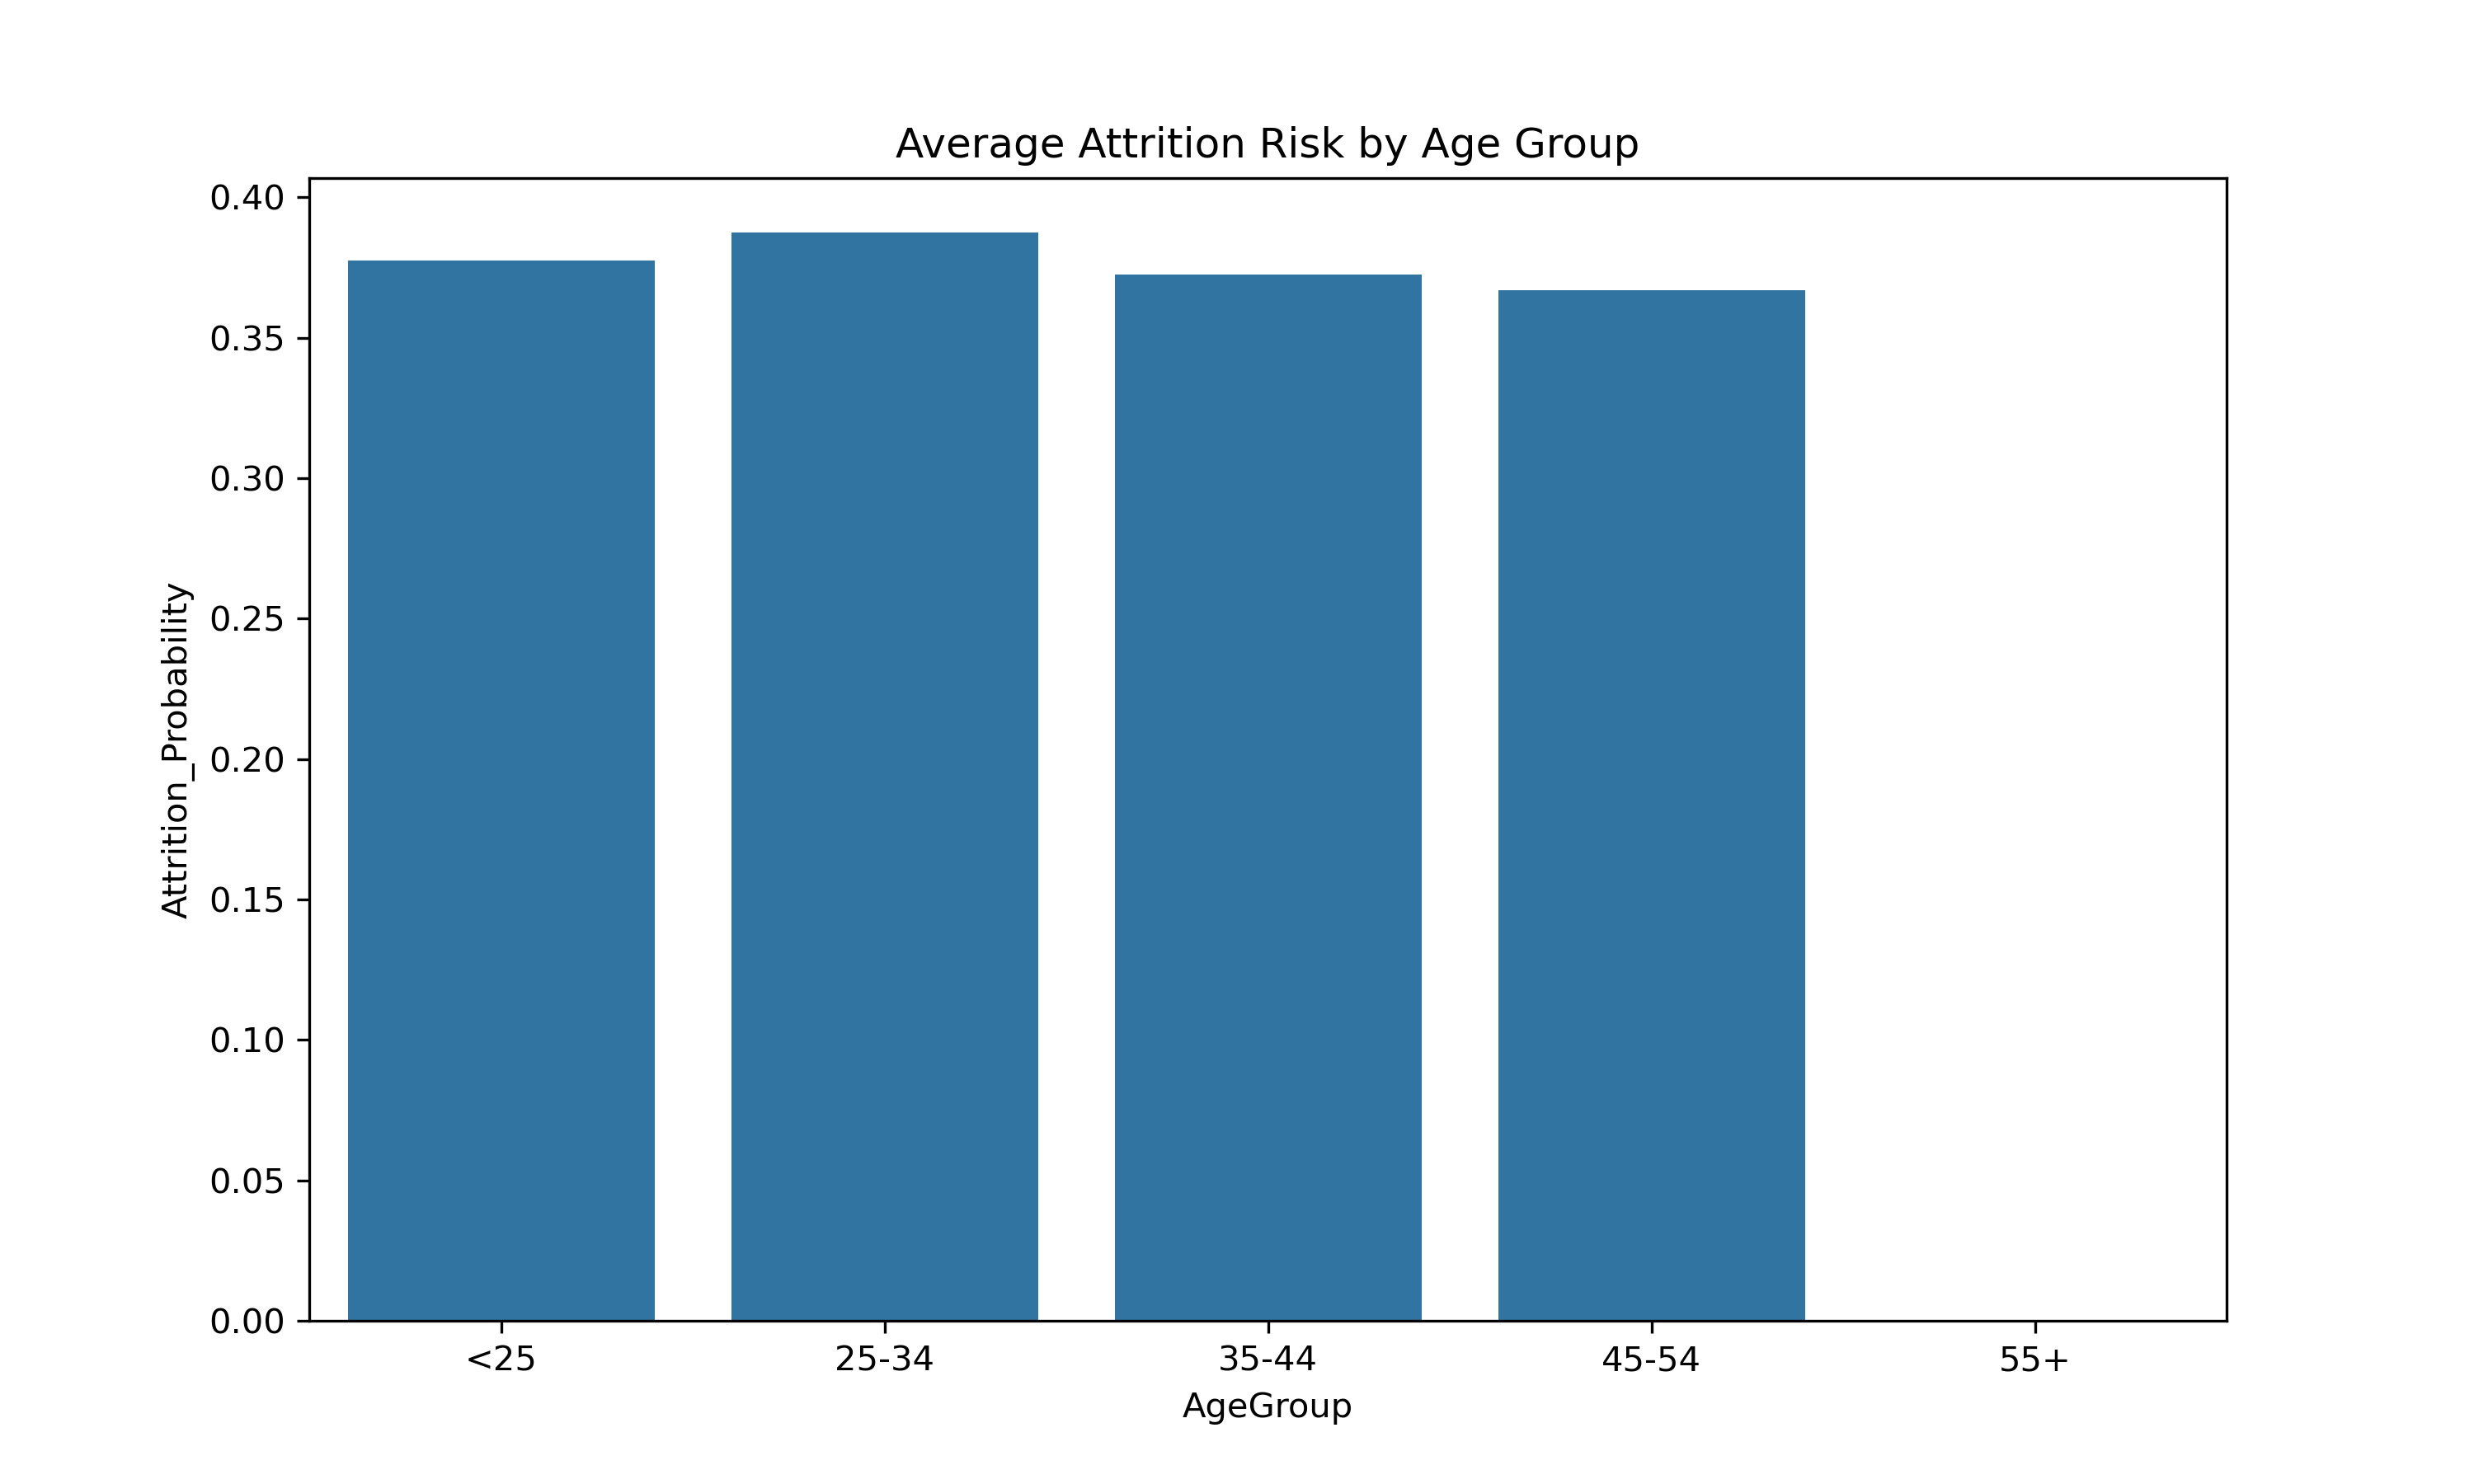 Average Attrition Risk by Age Group
0.40
0.35
0.30
0.25
0.20
0.15
0.10
0.05
0.00
Attrition_Probability
<25 25-34 35-44 45-54 55+
AgeGroup